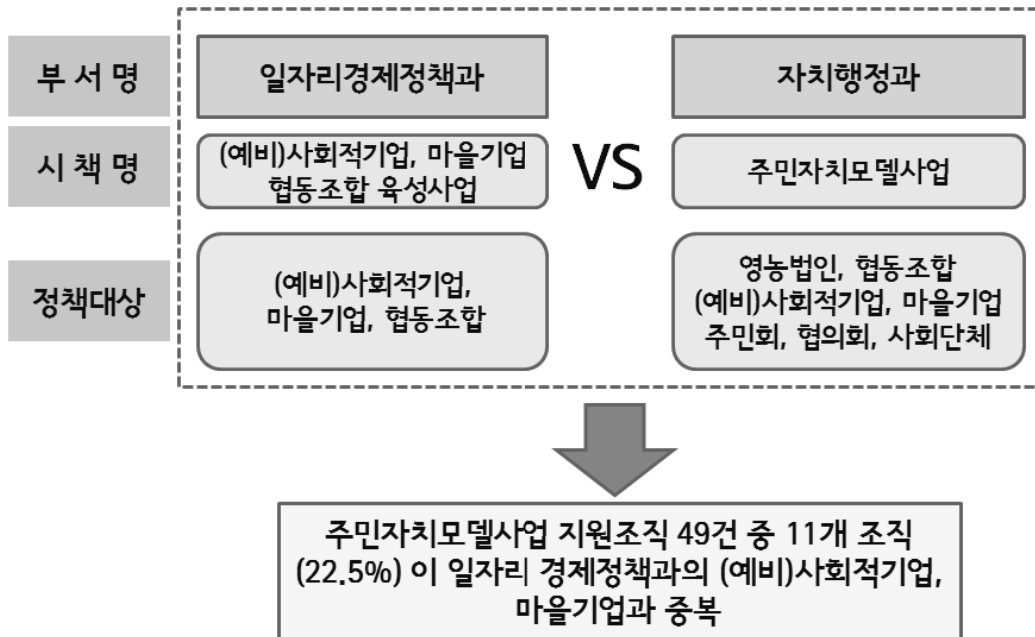 부 서 명
일자리경제정책과
자치행정과
시 책 명
(예비)사회적기업, 마을기업
협동조합 육성사업
VS
주민자치모델사업
정책대상
(예비)사회적기업,
마을기업, 협동조합
영농법인, 협동조합
(예비)사회적기업, 마을기업
주민회, 협의회, 사회단체
주민자치모델사업 지원조직 49건 중 11개 조직
(22.5%) 이 일자리 경제정책과의 (예비)사회적기업,
마을기업과 중복